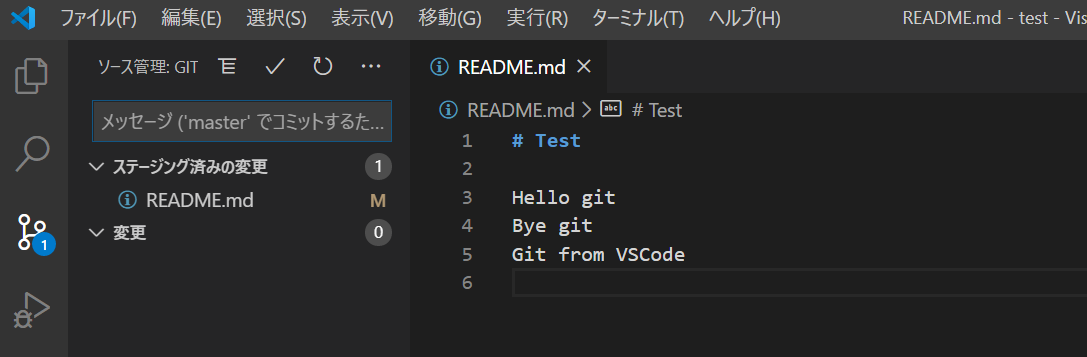 ファイル(F) 編集(E) 選択(S) 表示(V) 移動(G) 実行(R) ターミナル(T) ヘルプ(H) README.md - test - Vis
ソース管理: GIT
メッセージ ('master' でコミットするた...
ステージング済みの変更 1
README.md M
変更 0
1
README.md
README.md > # Test
1 # Test
2
3 Hello git
4 Bye git
5 Git from VSCode
6